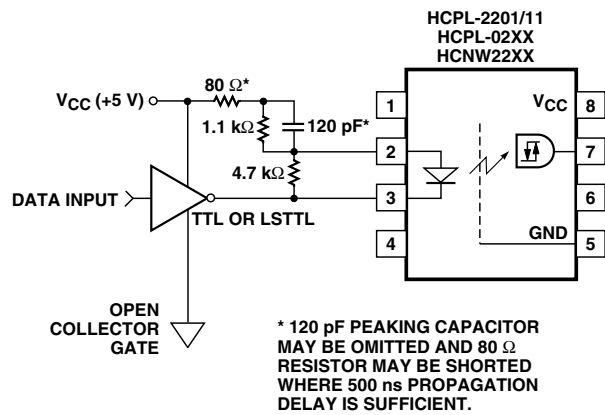 HCPL-2201/11
HCPL-02XX
HCNW22XX
80 Ω*
VCC (+5 V)
1.1 kΩ
120 pF*
4.7 kΩ
DATA INPUT
TTL OR LSTTL
OPEN
COLLECTOR
GATE
1
2
3
4
VCC
8
7
6
GND
5
* 120 pF PEAKING CAPACITOR
MAY BE OMITTED AND 80 Ω
RESISTOR MAY BE SHORTED
WHERE 500 ns PROPAGATION
DELAY IS SUFFICIENT.